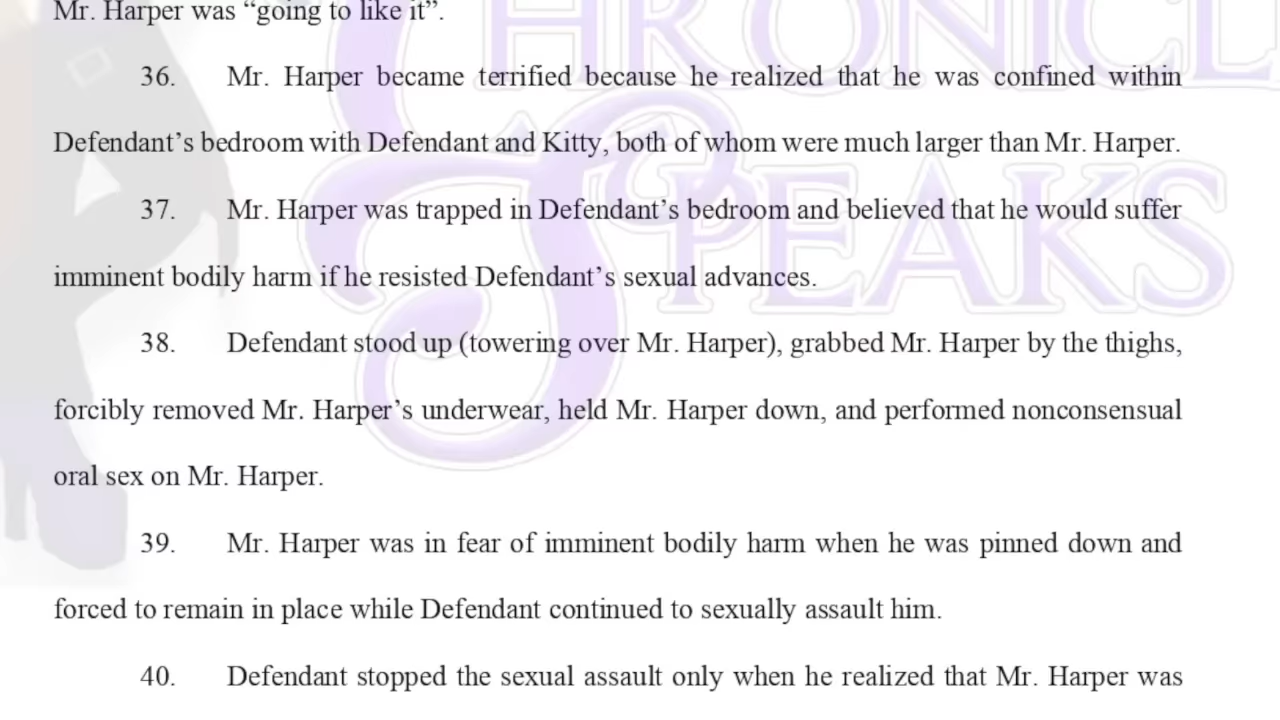 Mr. Harper was “going to like it”.
36. Mr. Harper became terrified because he realized that he was confined within
Defendant’s bedroom with Defendant and Kitty, both of whom were much larger than Mr. Harper.
37. Mr. Harper was trapped in Defendant’s bedroom and believed that he would suffer
imminent bodily harm if he resisted Defendant’s sexual advances.
38. Defendant stood up (towering over Mr. Harper), grabbed Mr. Harper by the thighs,
forcibly removed Mr. Harper’s underwear, held Mr. Harper down, and performed nonconsensual
oral sex on Mr. Harper.
39. Mr. Harper was in fear of imminent bodily harm when he was pinned down and
forced to remain in place while Defendant continued to sexually assault him.
40. Defendant stopped the sexual assault only when he realized that Mr. Harper was
SPEAKS